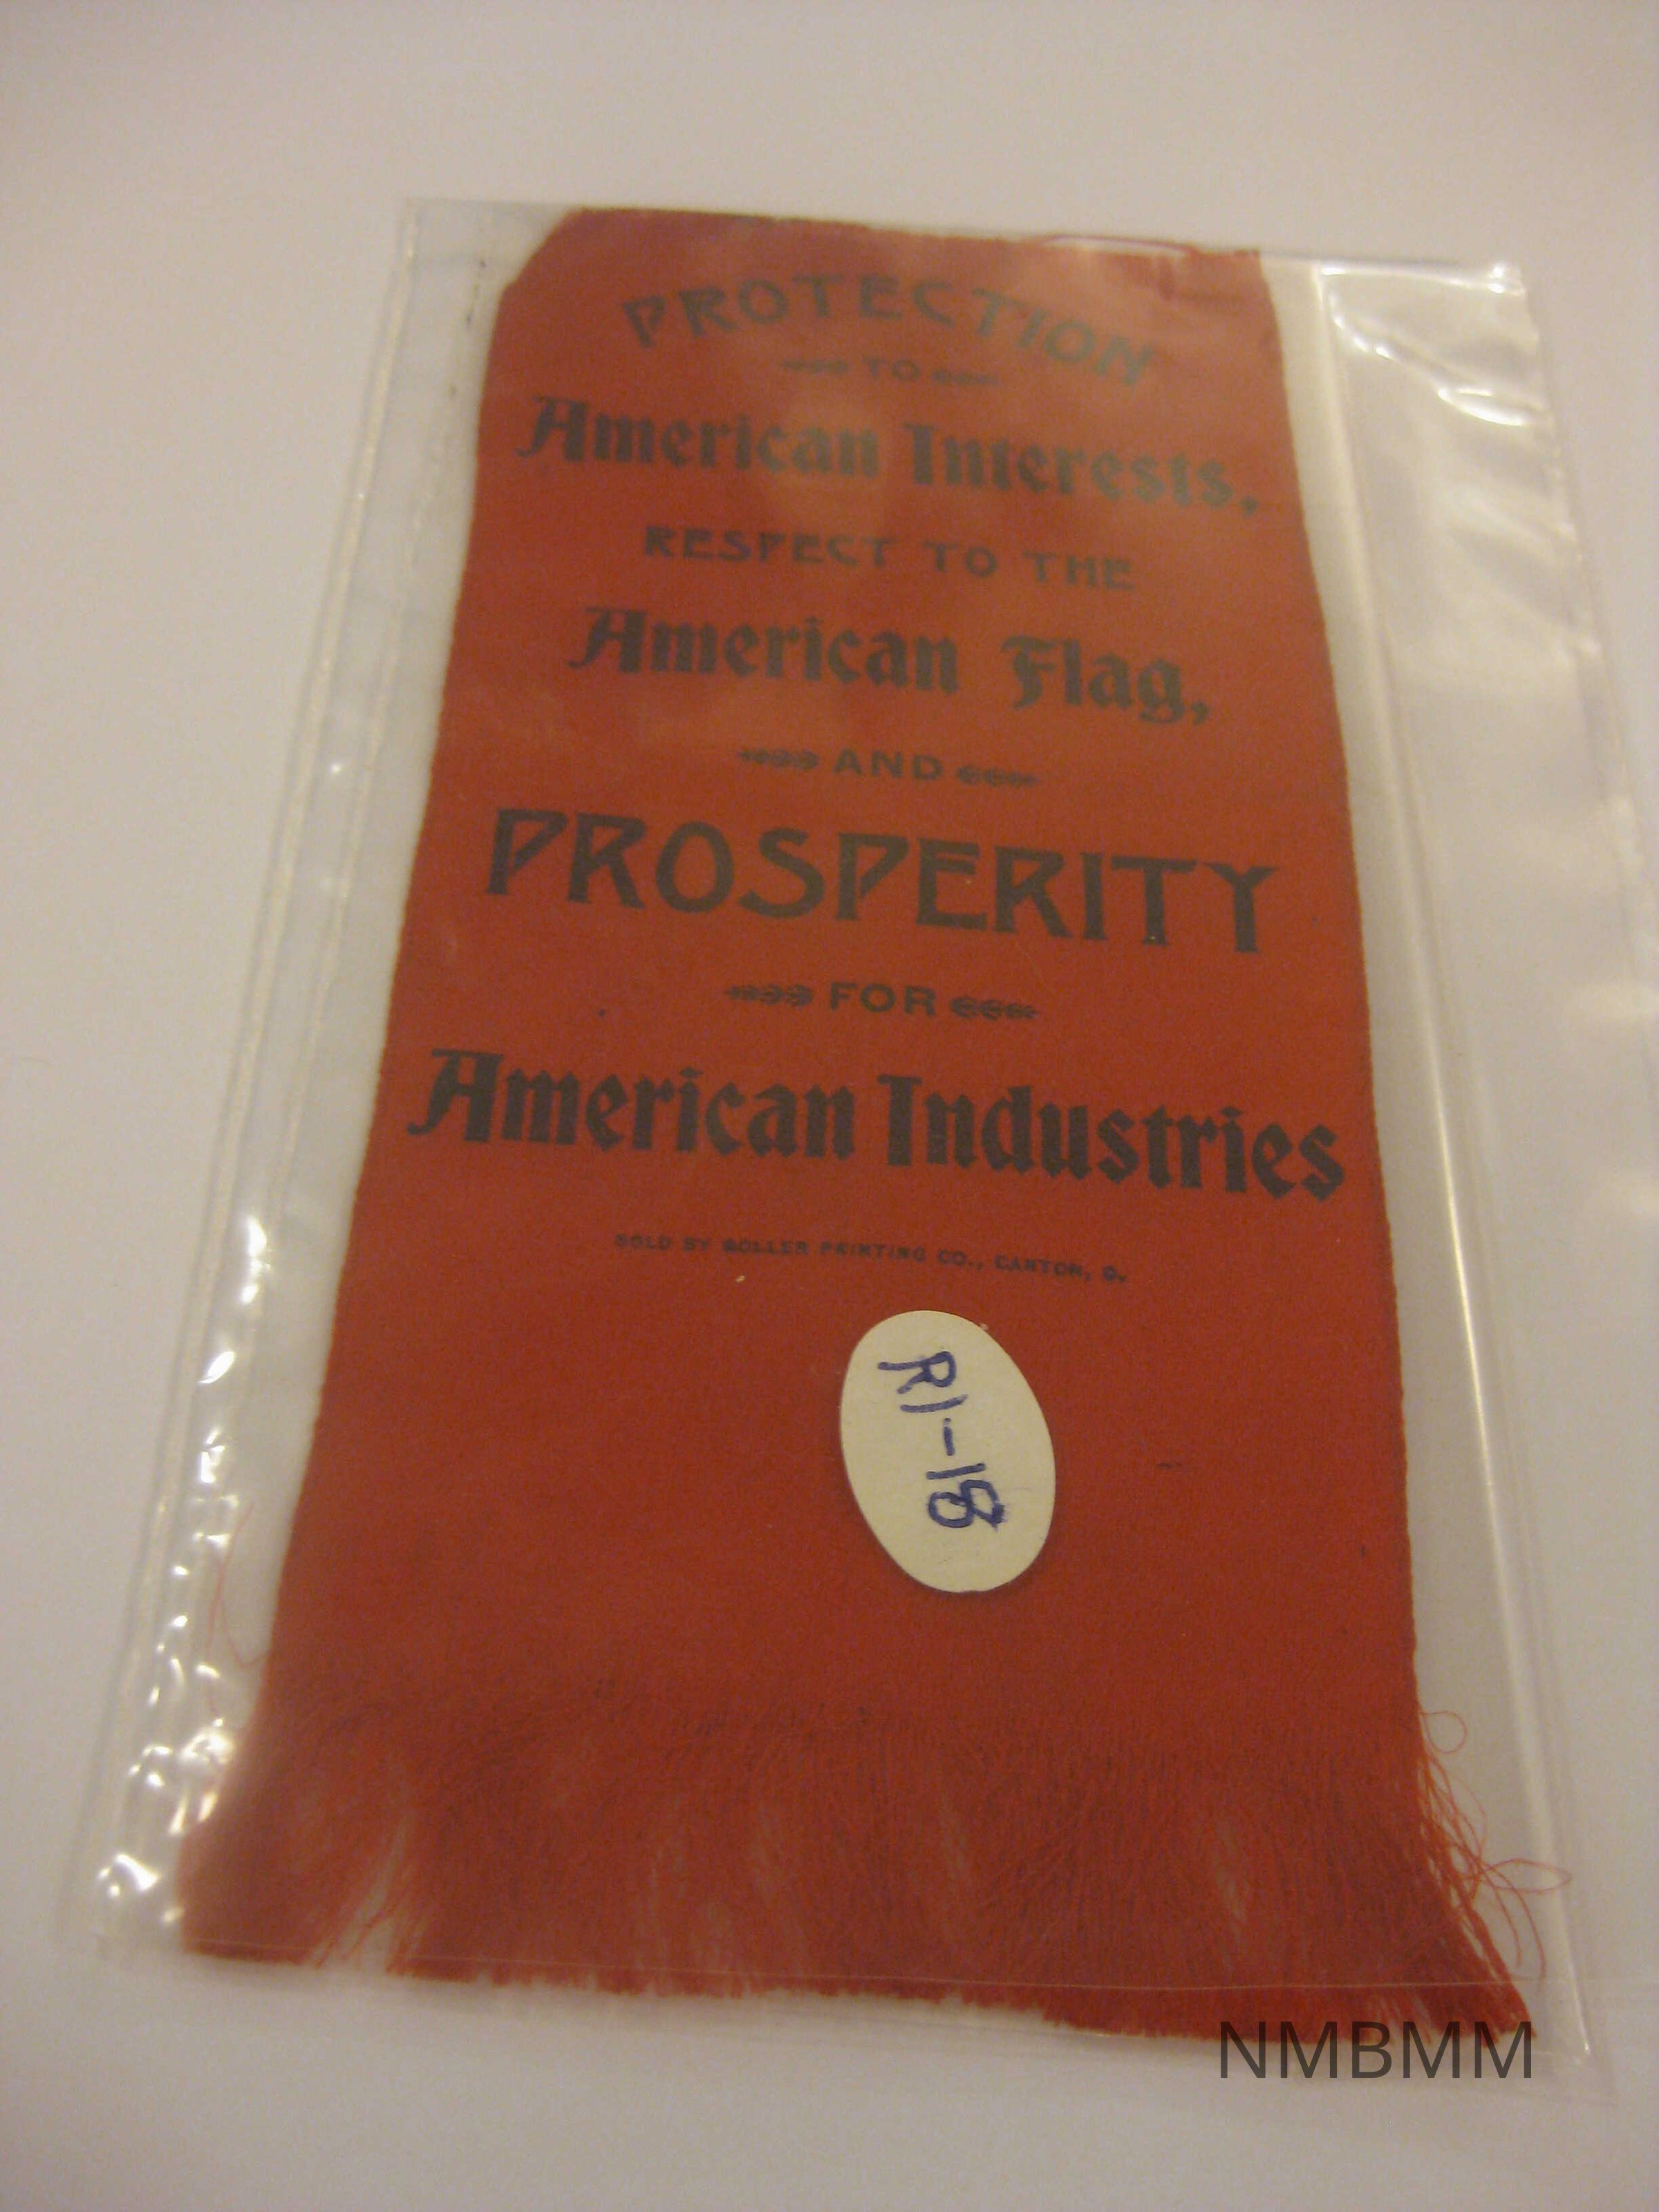 PROTECTION
TO
American Interests,
RESPECT TO THE
American Flag,
AND
PROSPERITY
FOR
American Industries
SOLD BY ROLLER PRINTING CO., CANTON, O.
R1-18
NMBMM